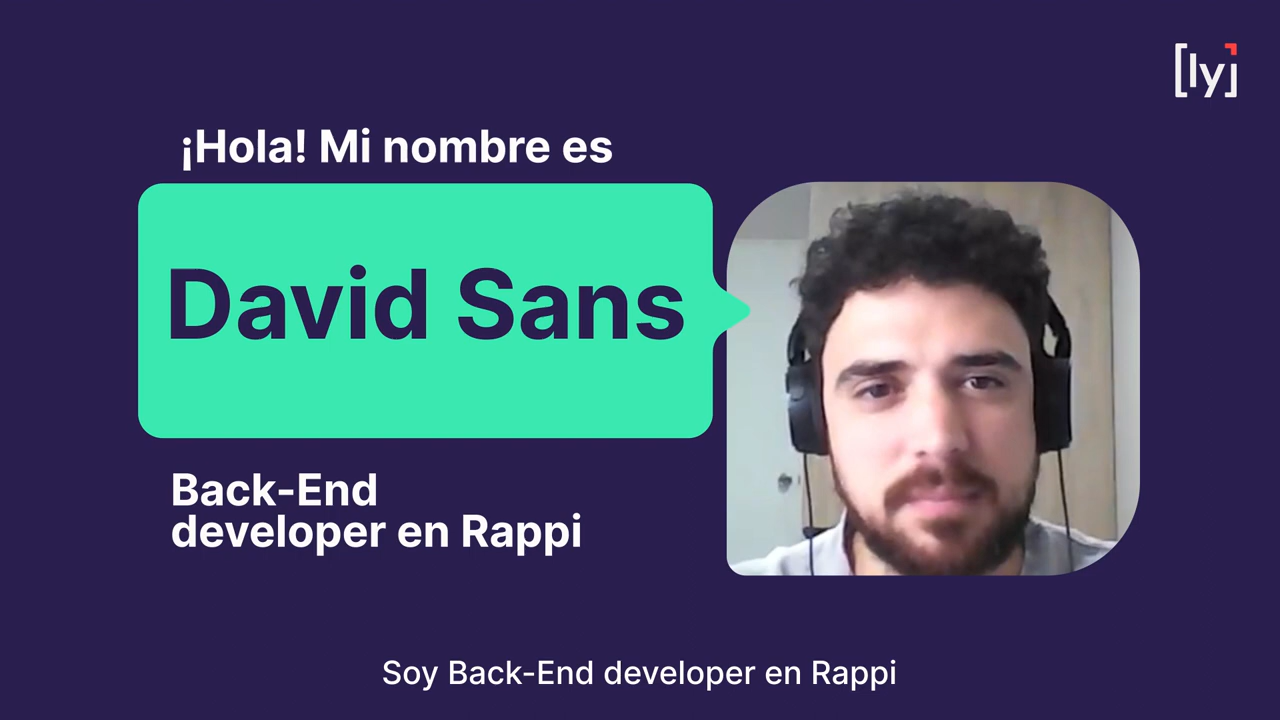 [ly]
¡Hola! Mi nombre es
David Sans
Back-End
developer en Rappi
Soy Back-End developer en Rappi